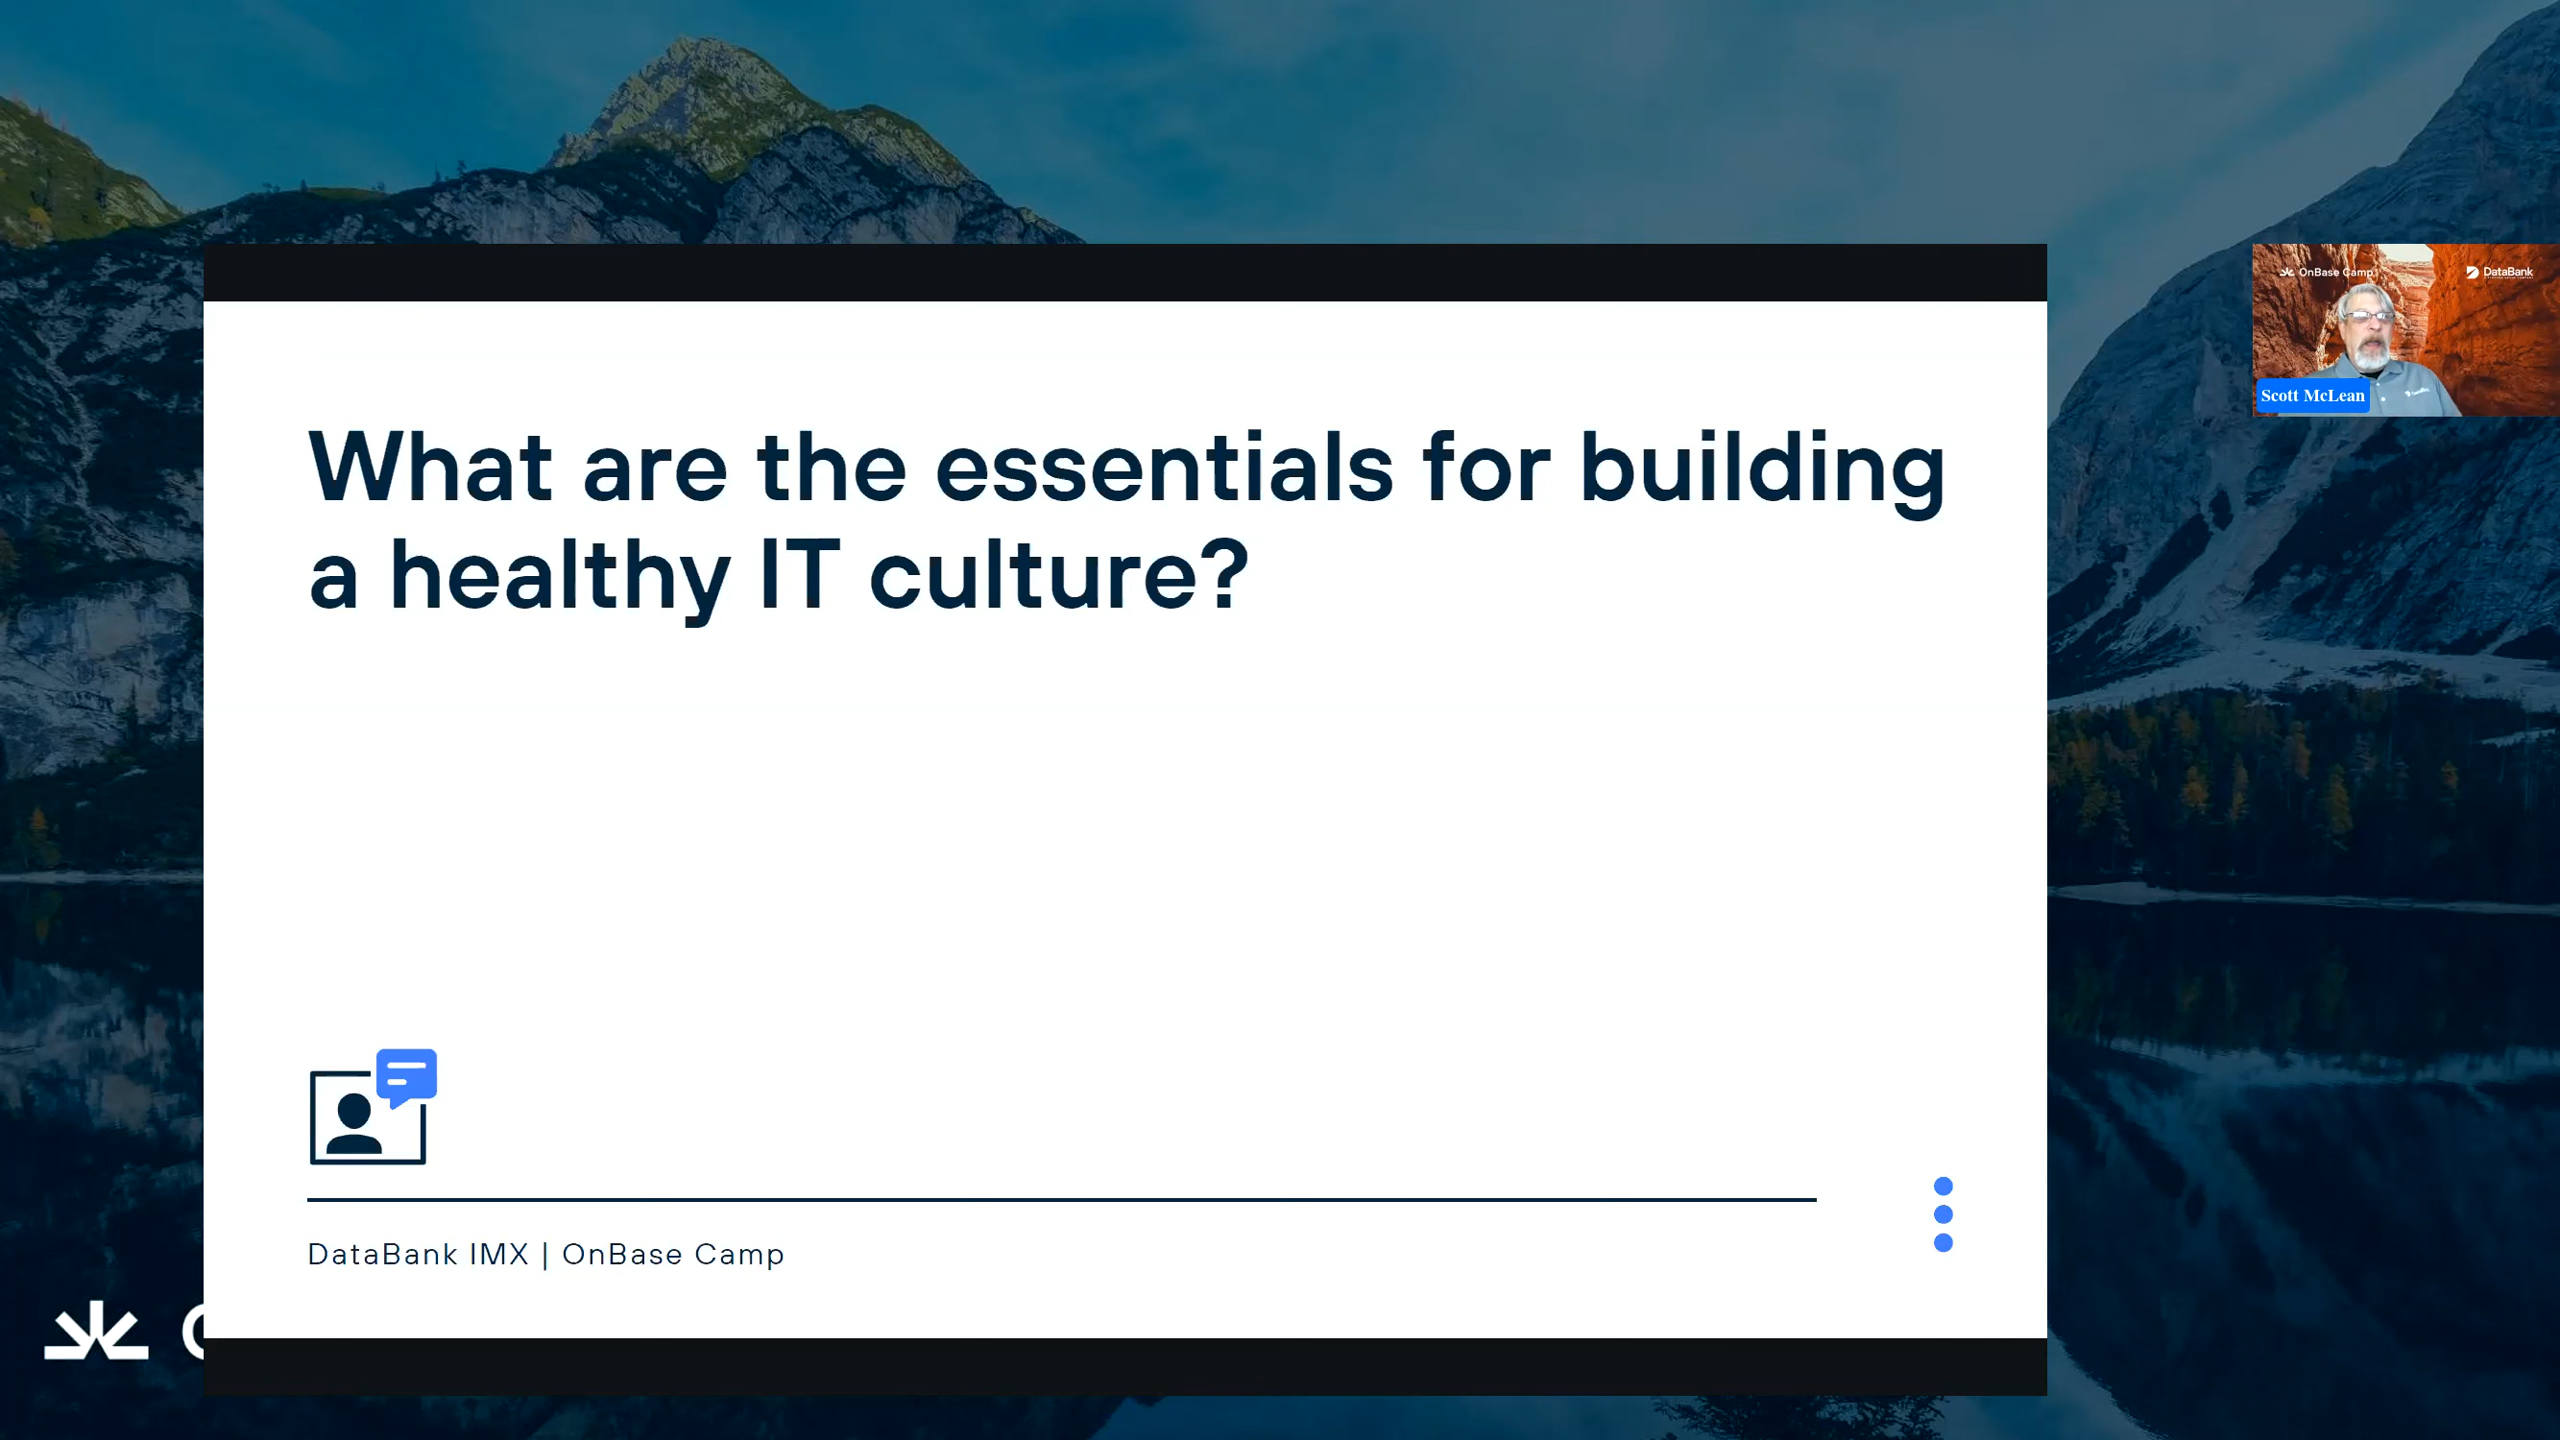 OnBase Camp
DataBank
Scott McLean
What are the essentials for building
a healthy IT culture?
DataBank IMX | OnBase Camp